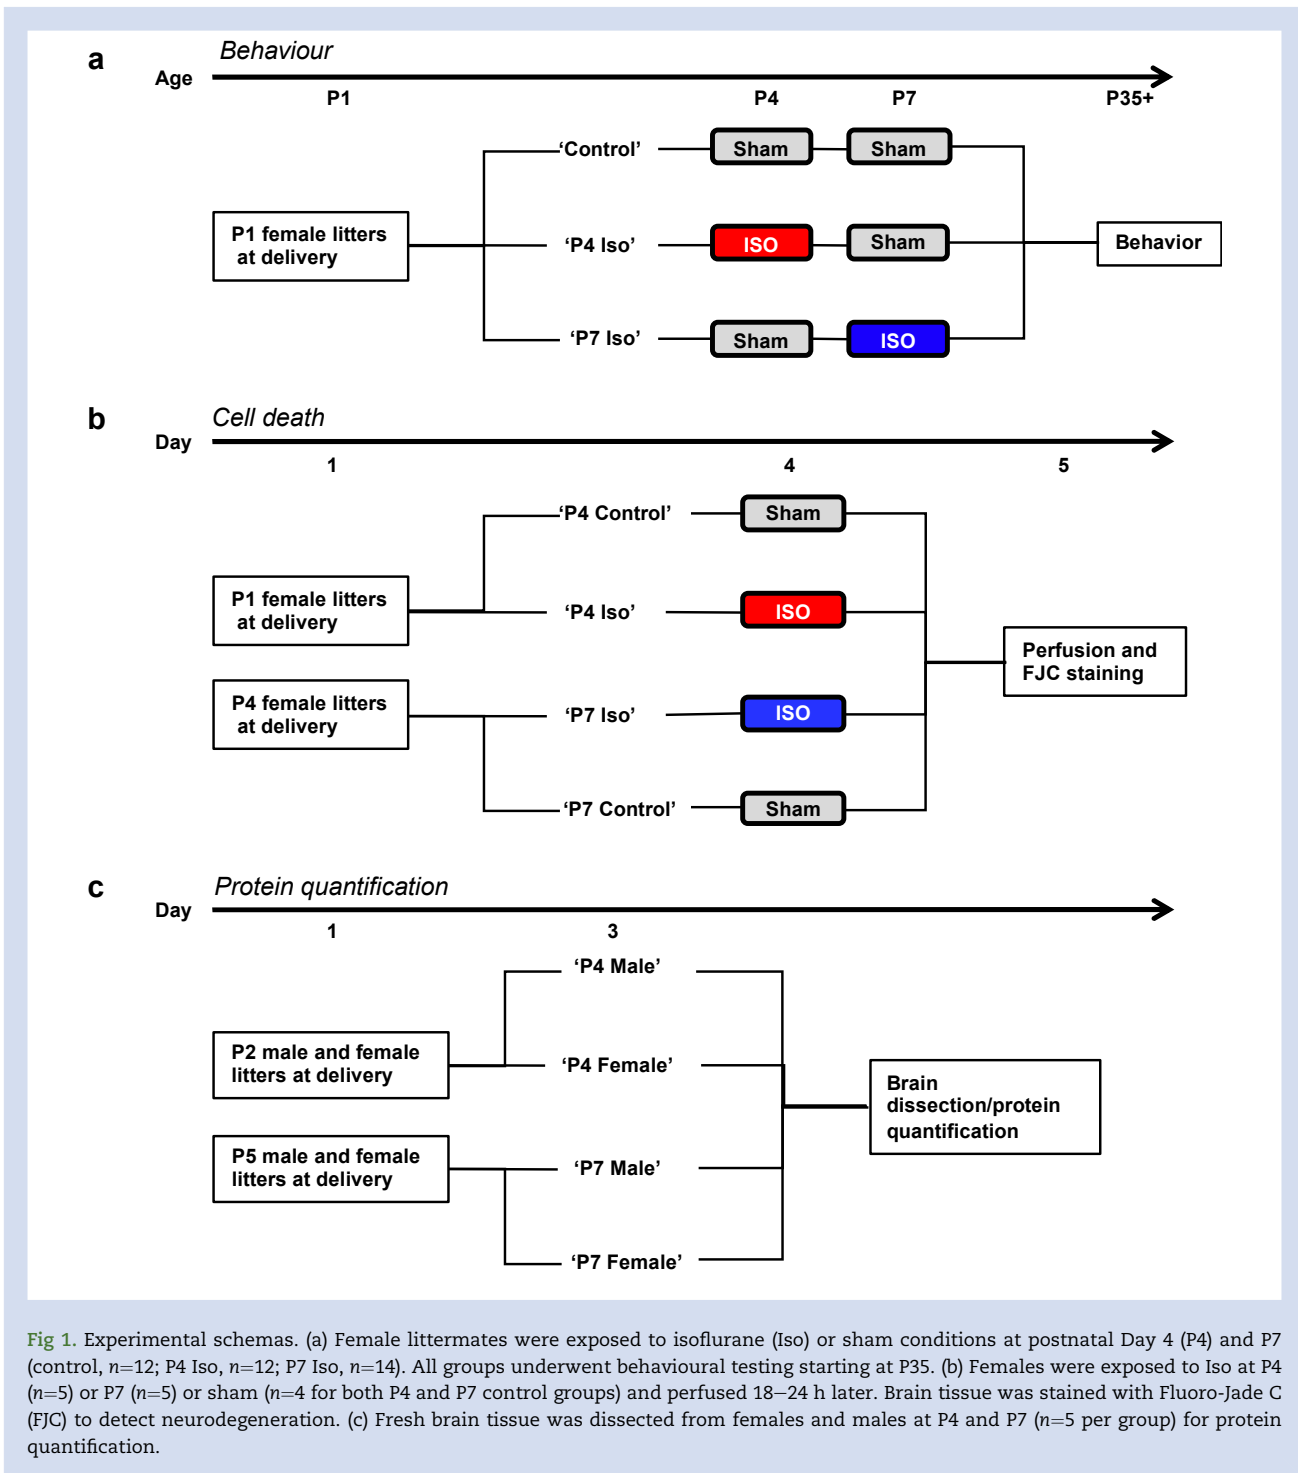 a
Behaviour
Age
P1 P4 P7 P35+
‘Control’ Sham Sham
P1 female litters
at delivery
‘P4 Iso’ ISO Sham
Behavior
‘P7 Iso’ Sham ISO
b
Cell death
Day
1 4 5
‘P4 Control’ Sham
P1 female litters
at delivery
‘P4 Iso’ ISO
Perfusion and
FJC staining
P4 female litters
at delivery
‘P7 Iso’ ISO
‘P7 Control’ Sham
c
Protein quantification
Day
1 3
‘P4 Male’
P2 male and female
litters at delivery
‘P4 Female’
Brain
dissection/protein
quantification
P5 male and female
litters at delivery
‘P7 Male’
‘P7 Female’
Fig 1. Experimental schemas. (a) Female littermates were exposed to isoflurane (Iso) or sham conditions at postnatal Day 4 (P4) and P7
(control, n=12; P4 Iso, n=12; P7 Iso, n=14). All groups underwent behavioural testing starting at P35. (b) Females were exposed to Iso at P4
(n=5) or P7 (n=5) or sham (n=4 for both P4 and P7 control groups) and perfused 18–24 h later. Brain tissue was stained with Fluoro-Jade C
(FJC) to detect neurodegeneration. (c) Fresh brain tissue was dissected from females and males at P4 and P7 (n=5 per group) for protein
quantification.